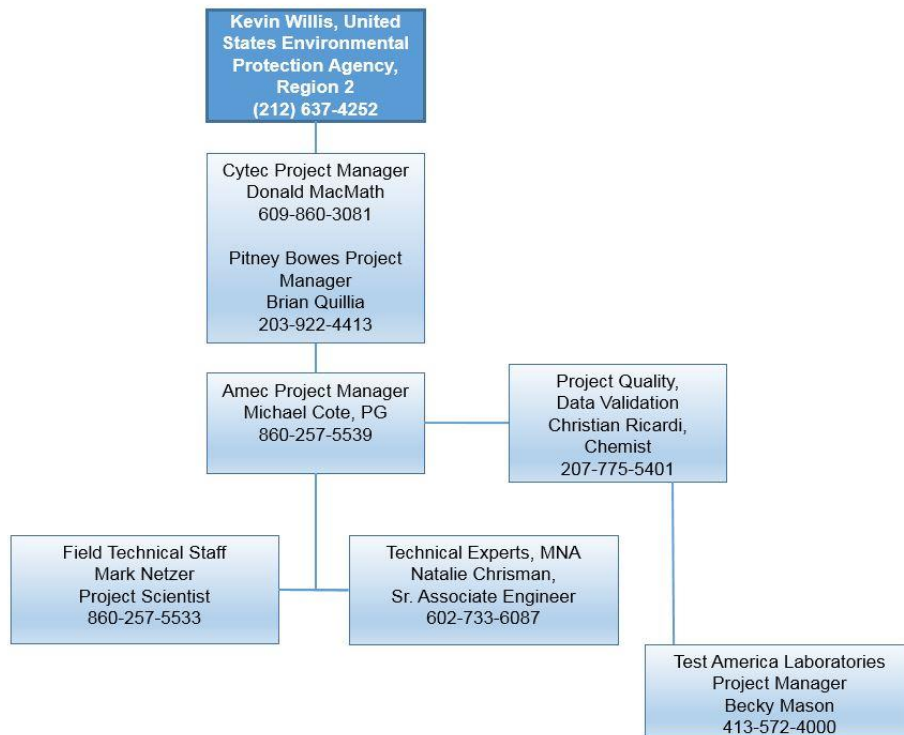 Kevin Willis, United
States Environmental
Protection Agency,
Region 2
(212) 637-4252
Cytec Project Manager
Donald MacMath
609-860-3081
Pitney Bowes Project
Manager
Brian Quillia
203-922-4413
Amec Project Manager
Michael Cote, PG
860-257-5539
Project Quality,
Data Validation
Christian Ricardi,
Chemist
207-775-5401
Field Technical Staff
Mark Netzer
Project Scientist
860-257-5533
Technical Experts, MNA
Natalie Chrisman,
Sr. Associate Engineer
602-733-6087
Test America Laboratories
Project Manager
Becky Mason
413-572-4000